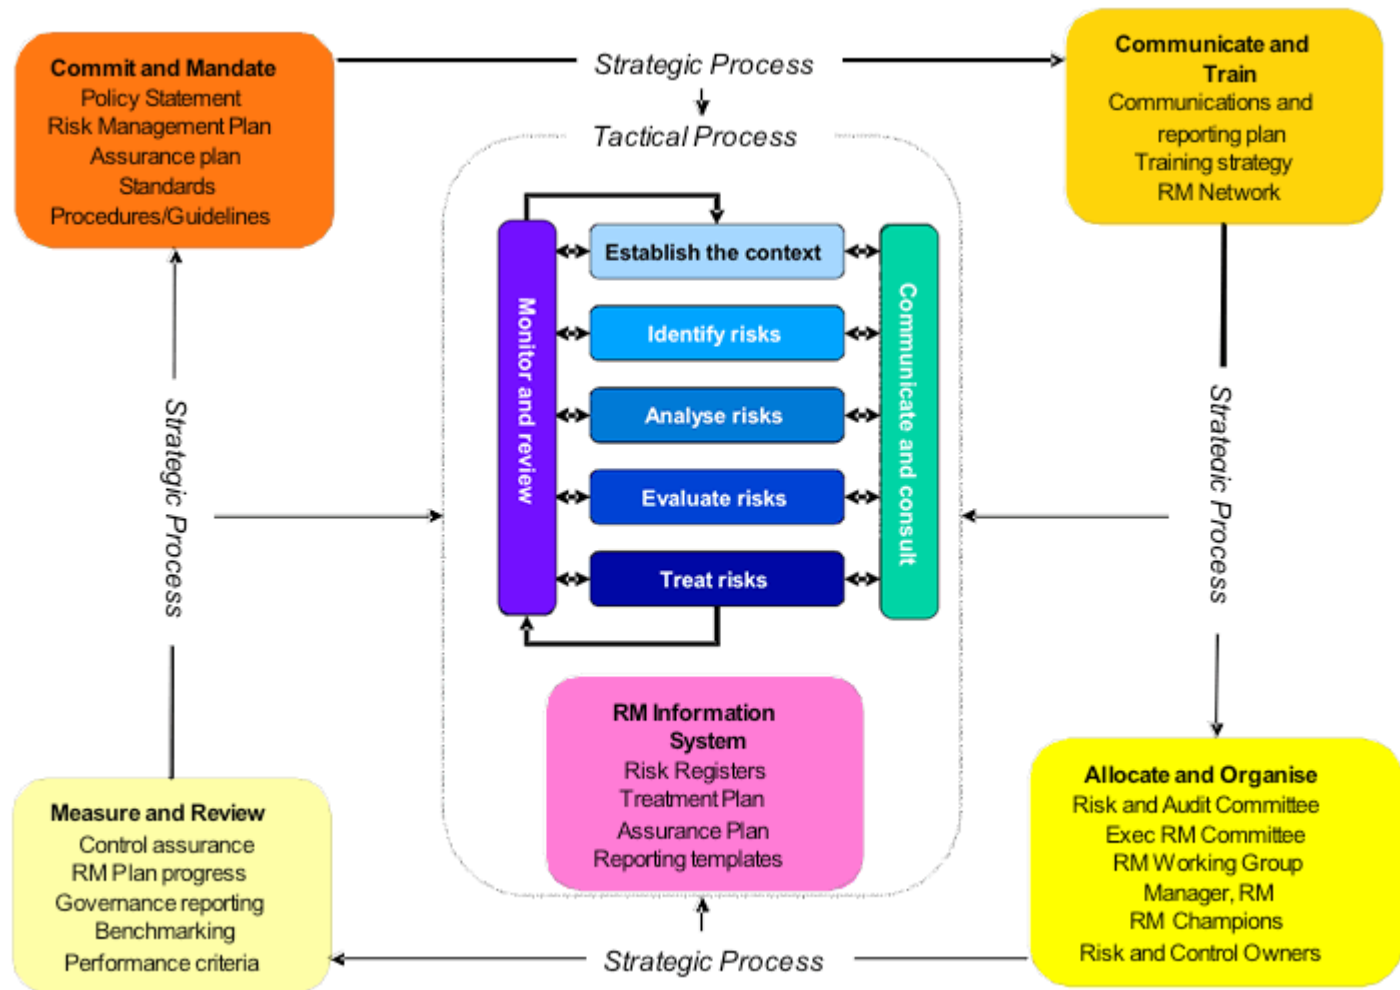 Commit and Mandate
Policy Statement
Risk Management Plan
Assurance plan
Standards
Procedures/Guidelines
Strategic Process
Tactical Process
Communicate and
Train
Communications and
reporting plan
Training strategy
RM Network
Strategic Process
Monitor and review
Establish the context
Identify risks
Analyse risks
Evaluate risks
Treat risks
Communicate and consult
Strategic Process
RM Information
System
Risk Registers
Treatment Plan
Assurance Plan
Reporting templates
Measure and Review
Control assurance
RM Plan progress
Governance reporting
Benchmarking
Performance criteria
Strategic Process
Allocate and Organise
Risk and Audit Committee
Exec RM Committee
RM Working Group
Manager, RM
RM Champions
Risk and Control Owners